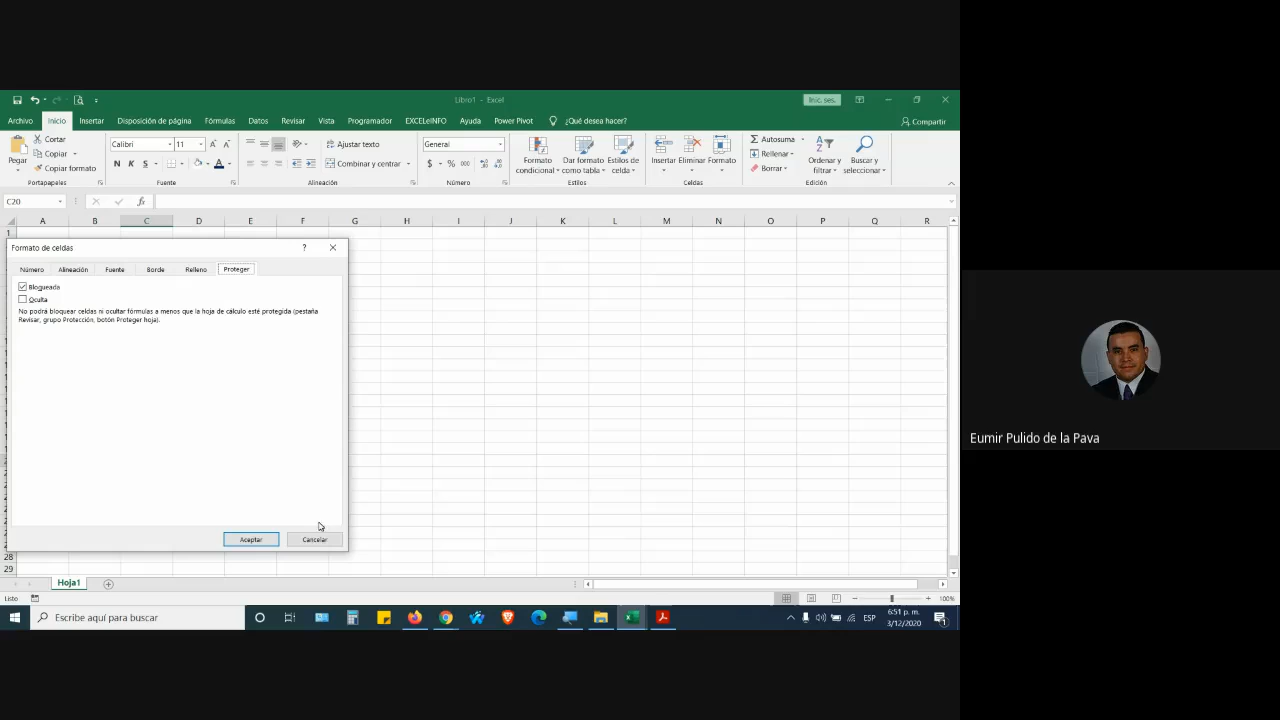 Libro1 - Excel
Inic. ses.
Archivo Inicio Insertar Disposición de página Fórmulas Datos Revisar Vista Programador EXCELeINFO Ayuda Power Pivot ¿Qué desea hacer? Compartir
Pegar
Cortar
Copiar
Copiar formato
Portapapeles
Calibri 11
N K S
Fuente
Ajustar texto
Combinar y centrar
Alineación
General
$ % 000
Número
Formato condicional
Dar formato como tabla
Estilos de celda
Estilos
Insertar Eliminar Formato
Celdas
Autosuma
Rellenar
Borrar
Ordenar y filtrar
Buscar y seleccionar
Edición
C20 fx
A B C D E F G H I J K L M N O P Q R
1
Formato de celdas ?
Número Alineación Fuente Borde Relleno Proteger
Bloqueada
Oculta
No podrá bloquear celdas ni ocultar fórmulas a menos que la hoja de cálculo esté protegida (pestaña
Revisar, grupo Protección, botón Proteger hoja).
Aceptar Cancelar
28
29
Hoja1
Listo
100%
Escribe aquí para buscar
ESP
6:51 p. m.
3/12/2020
Eumir Pulido de la Pava